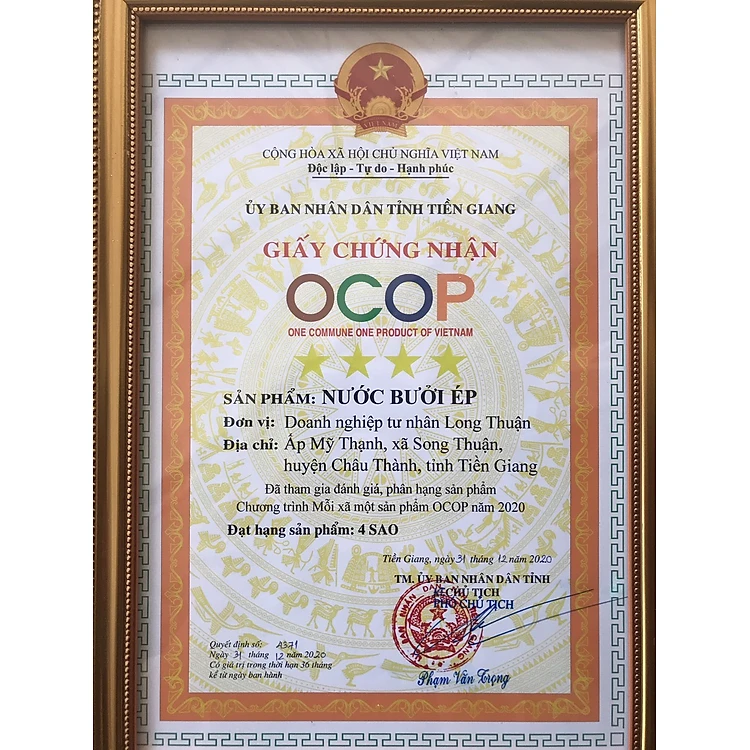 VIỆT NAM
CỘNG HÒA XÃ HỘI CHỦ NGHĨA VIỆT NAM
Độc lập - Tự do - Hạnh phúc
ỦY BAN NHÂN DÂN TỈNH TIỀN GIANG
GIẤY CHỨNG NHẬN
OCOP
ONE COMMUNE ONE PRODUCT OF VIETNAM
SẢN PHẨM: NƯỚC BƯỞI ÉP
Đơn vị: Doanh nghiệp tư nhân Long Thuận
Địa chỉ: Ấp Mỹ Thạnh, xã Song Thuận,
huyện Châu Thành, tỉnh Tiền Giang
Đã tham gia đánh giá, phân hạng sản phẩm
Chương trình Mỗi xã một sản phẩm OCOP năm 2020
Đạt hạng sản phẩm: 4 SAO
Tiền Giang, ngày 31 tháng 12 năm 2020
TM. ỦY BAN NHÂN DÂN TỈNH
KT.CHỦ TỊCH
PHÓ CHỦ TỊCH
Quyết định số: 4371
Ngày 31 tháng 12 năm 2020
Có giá trị trong thời hạn 36 tháng
kể từ ngày ban hành
Phạm Văn Trọng